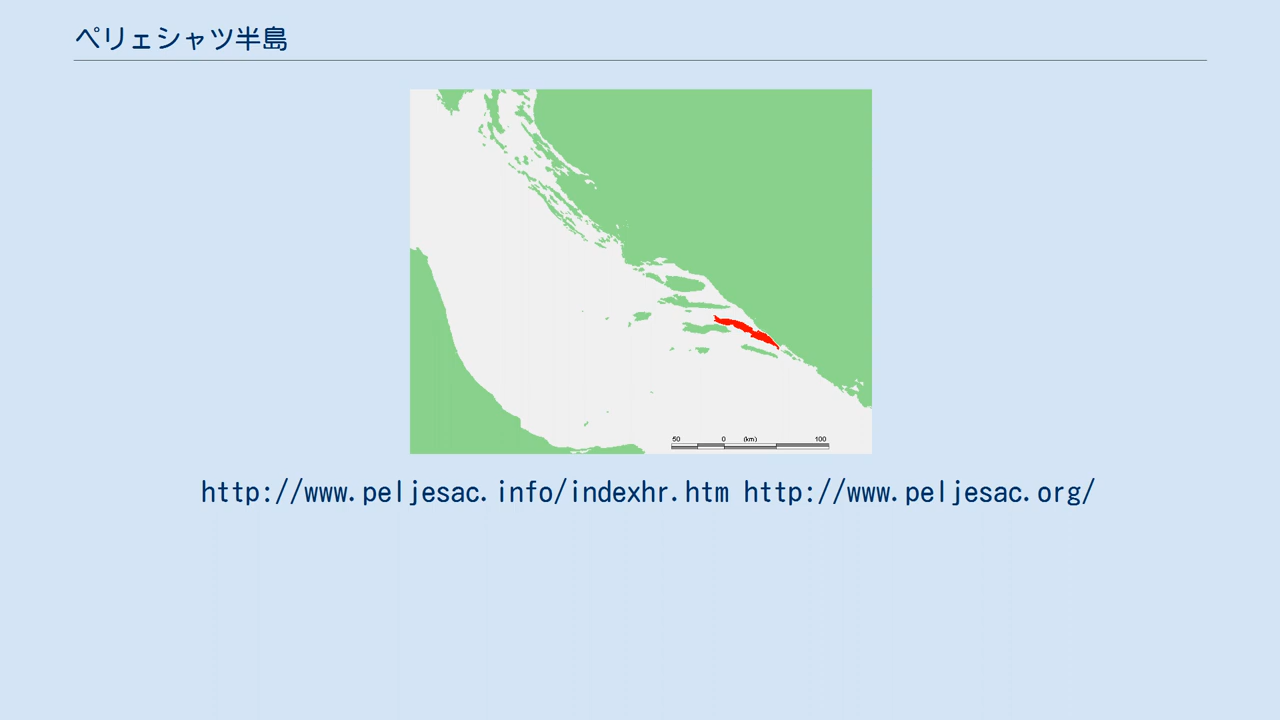 ペリェシャツ半島
50 0 (km) 100
http://www.peljesac.info/indexhr.htm http://www.peljesac.org/